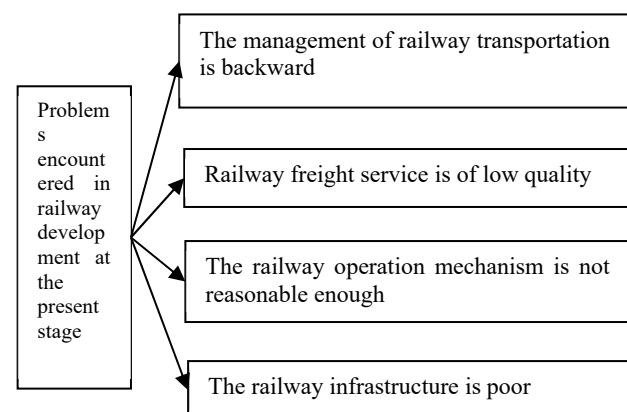 Problem
s
encount
ered in
railway
develop
ment at
the
present
stage
The management of railway transportation
is backward
Railway freight service is of low quality
The railway operation mechanism is not
reasonable enough
The railway infrastructure is poor